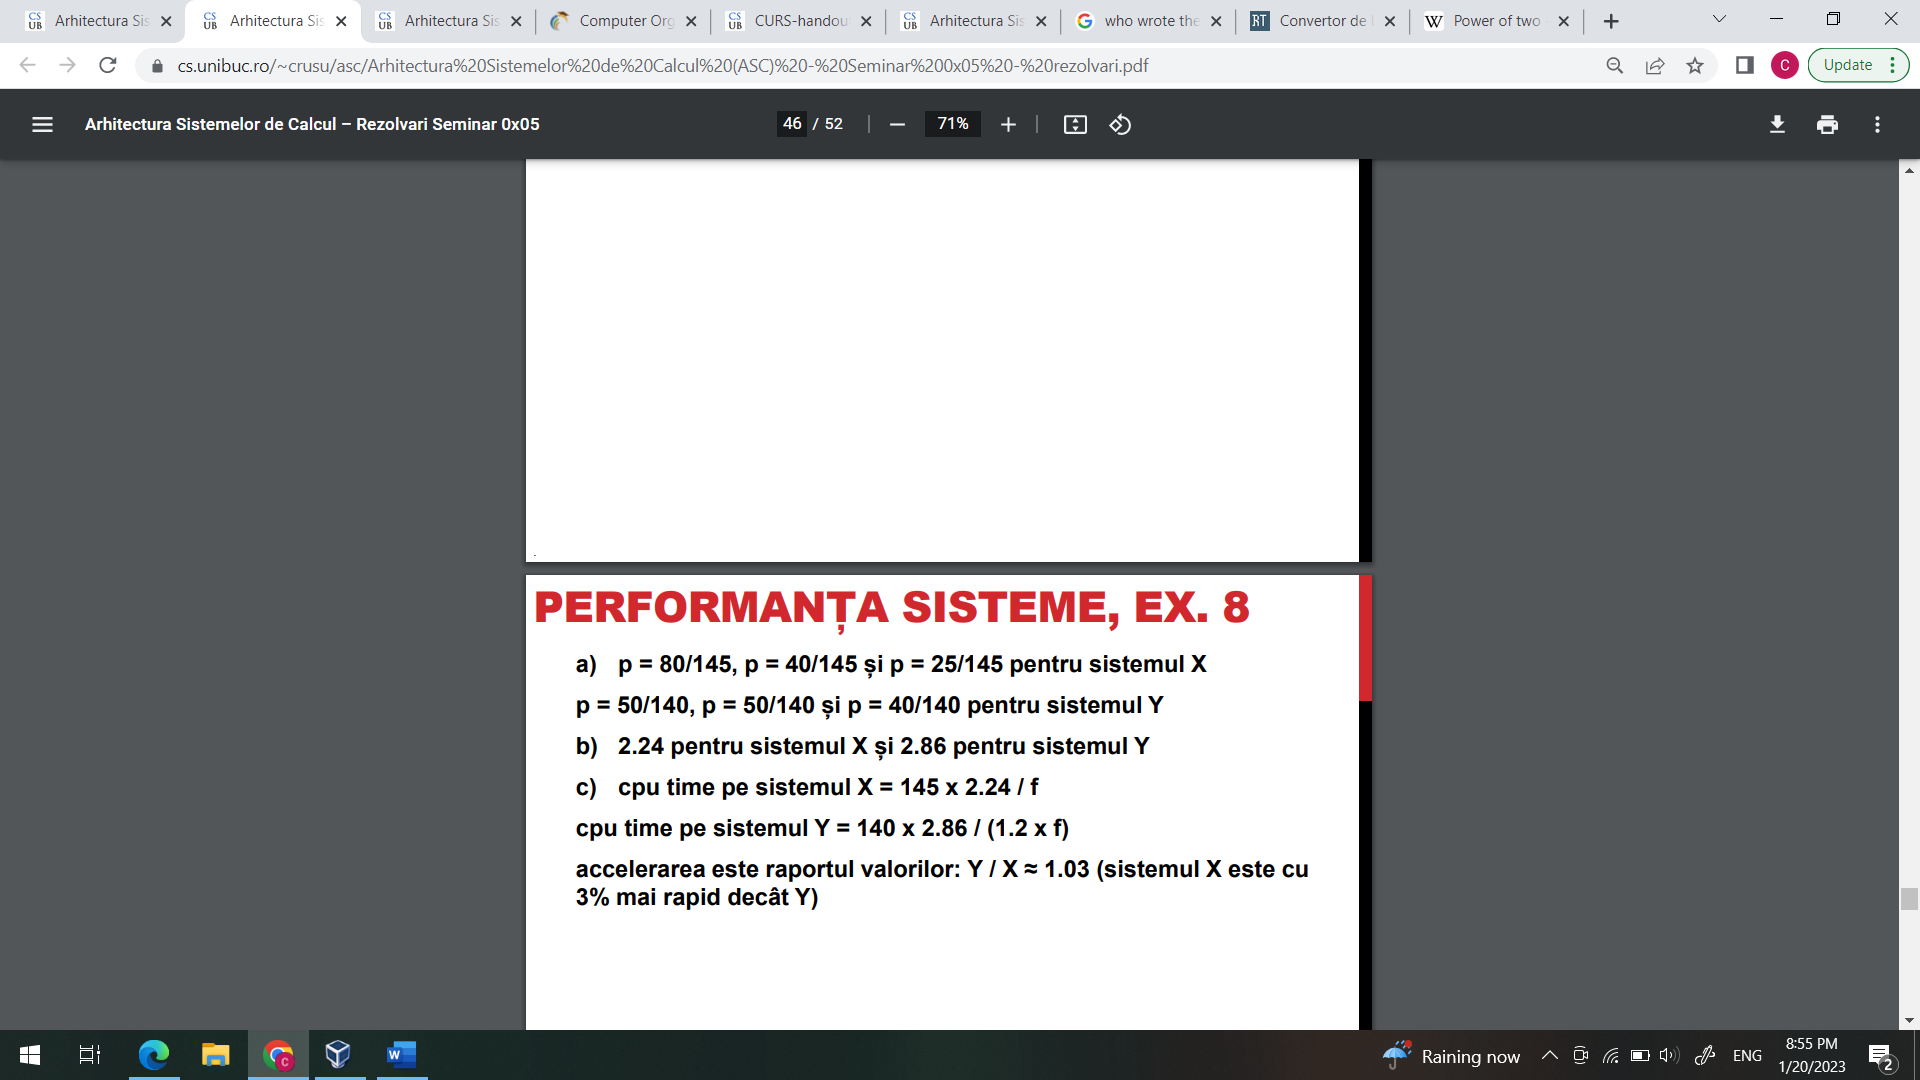 Arhitectura Sis
Arhitectura Sis
Arhitectura Sis
Computer Org
CURS-handou
Arhitectura Sis
who wrote the
Convertor de
Power of two
cs.unibuc.ro/~crusu/asc/Arhitectura%20Sistemelor%20de%20Calcul%20(ASC)%20-%20Seminar%200x05%20-%20rezolvari.pdf
C
Update
Arhitectura Sistemelor de Calcul – Rezolvari Seminar 0x05
46 / 52
71%
PERFORMANȚA SISTEME, EX. 8
a) p = 80/145, p = 40/145 și p = 25/145 pentru sistemul X
p = 50/140, p = 50/140 și p = 40/140 pentru sistemul Y
b) 2.24 pentru sistemul X și 2.86 pentru sistemul Y
c) cpu time pe sistemul X = 145 x 2.24 / f
cpu time pe sistemul Y = 140 x 2.86 / (1.2 x f)
accelerarea este raportul valorilor: Y / X ≈ 1.03 (sistemul X este cu
3% mai rapid decât Y)
Raining now
ENG
8:55 PM
1/20/2023
2